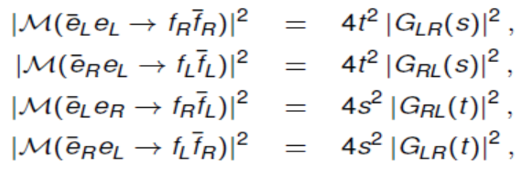 |ℳ(ē_L e_L → f_R f̄_R)|² = 4t² |G_LR(s)|² ,
|ℳ(ē_R e_L → f_L f̄_L)|² = 4t² |G_RL(s)|² ,
|ℳ(ē_L e_R → f_R f̄_L)|² = 4s² |G_RL(t)|² ,
|ℳ(ē_R e_L → f_L f̄_R)|² = 4s² |G_LR(t)|² ,